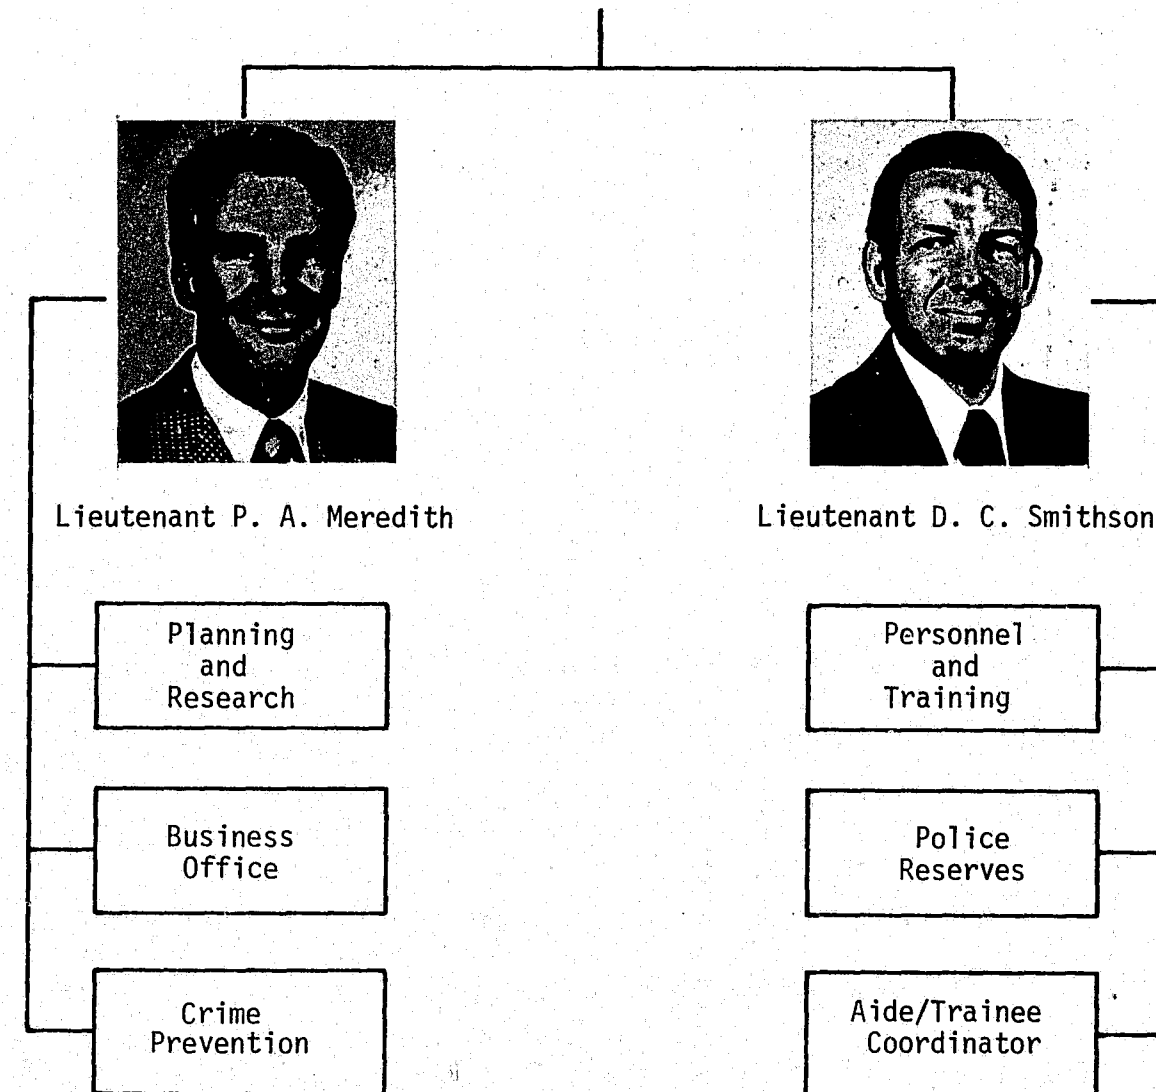 Lieutenant P. A. Meredith
Planning
and
Research
Business
Office
Crime
Prevention
Lieutenant D. C. Smithson
Personnel
and
Training
Police
Reserves
Aide/Trainee
Coordinator